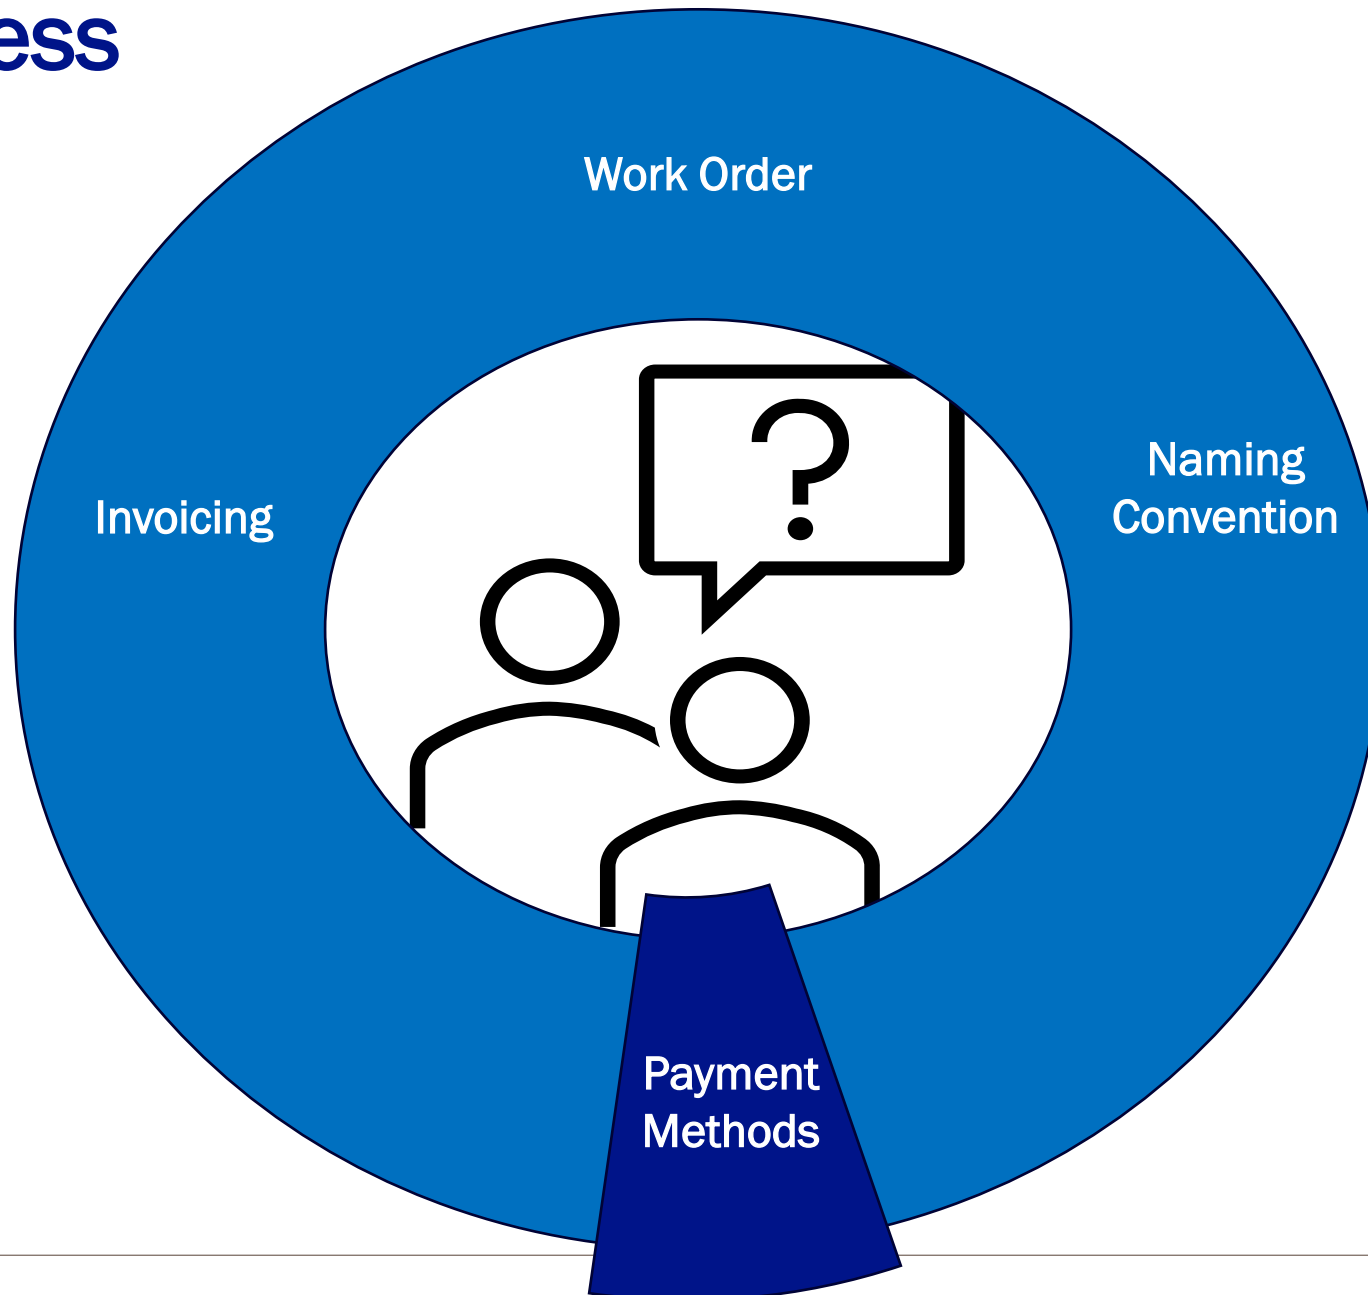 ess
Work Order
Naming
Convention
Invoicing
?
Payment
Methods